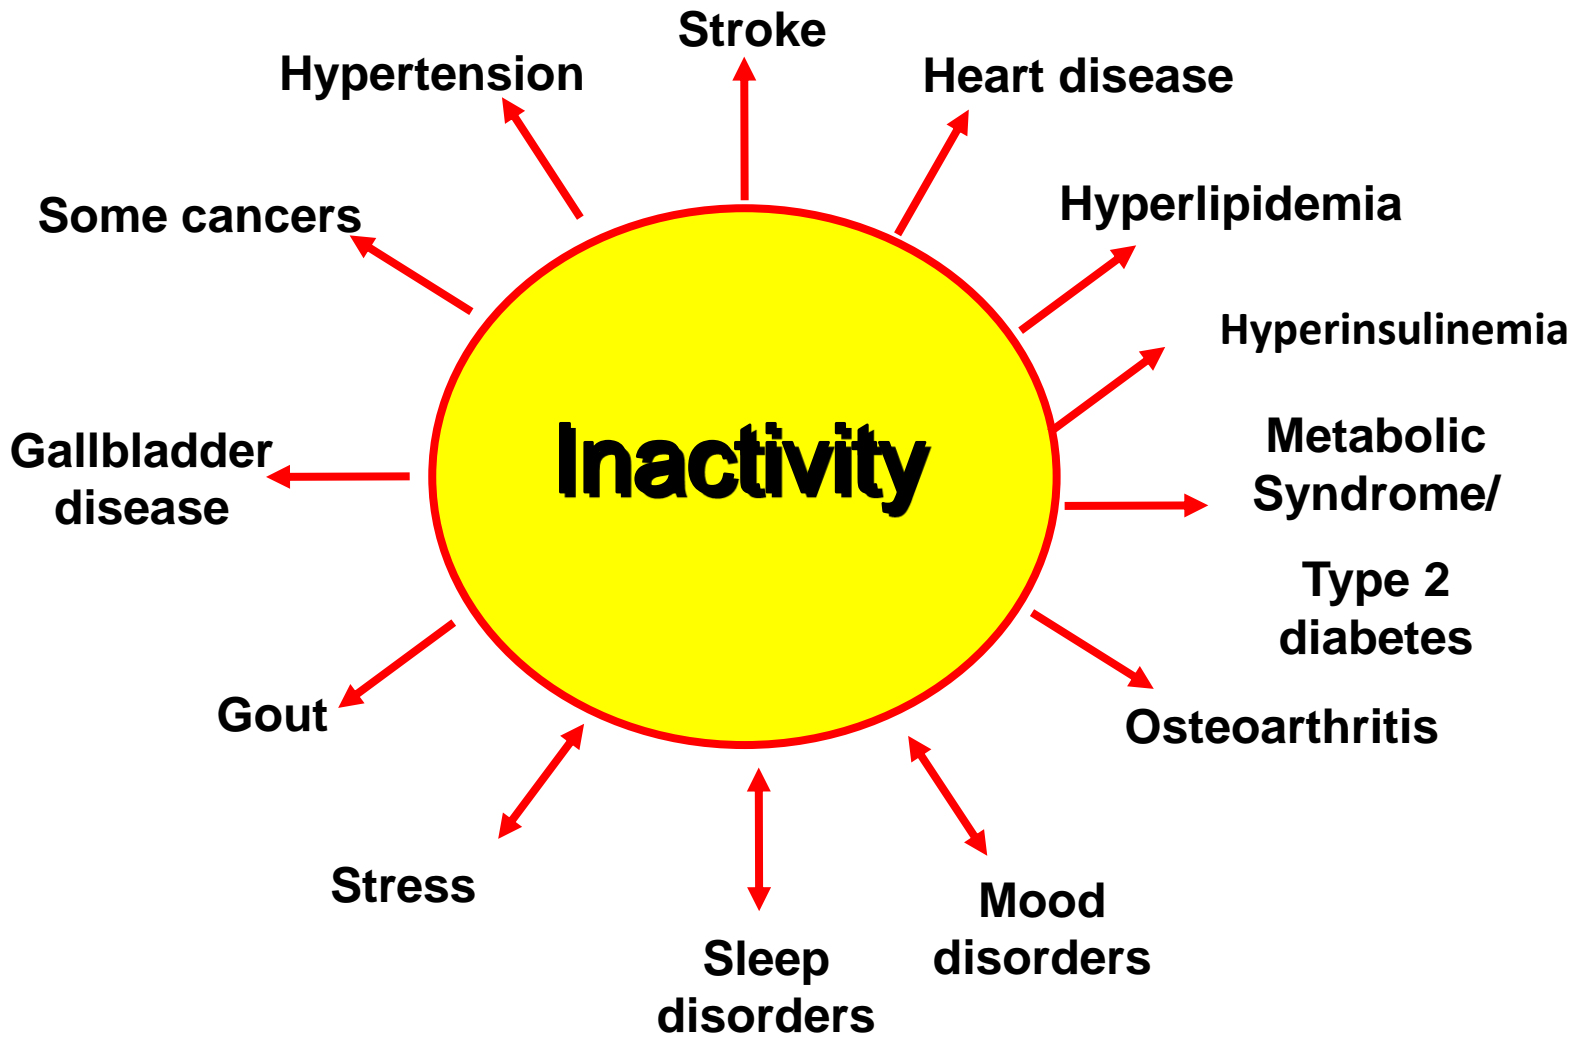 Stroke
Hypertension
Heart disease
Some cancers
Hyperlipidemia
Hyperinsulinemia
Inactivity
Gallbladder
disease
Metabolic
Syndrome/
Type 2
diabetes
Gout
Osteoarthritis
Stress
Sleep
disorders
Mood
disorders